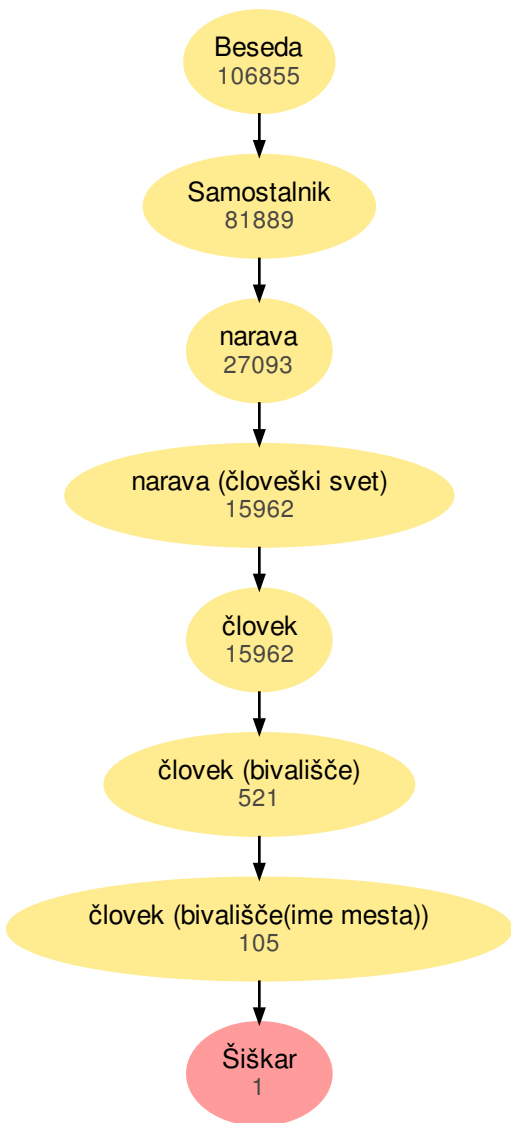 Beseda
106855
Samostalnik
81889
narava
27093
narava (človeški svet)
15962
človek
15962
človek (bivališče)
521
človek (bivališče(ime mesta))
105
Šiškar
1